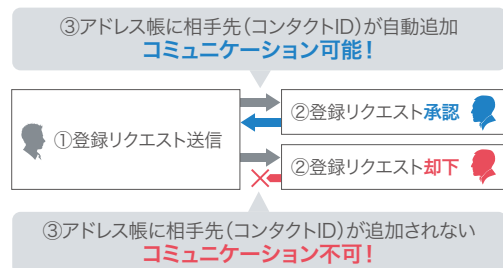 ③アドレス帳に相手先(コンタクトID)が自動追加
コミュニケーション可能！
①登録リクエスト送信
②登録リクエスト承認
②登録リクエスト却下
③アドレス帳に相手先(コンタクトID)が追加されない
コミュニケーション不可！